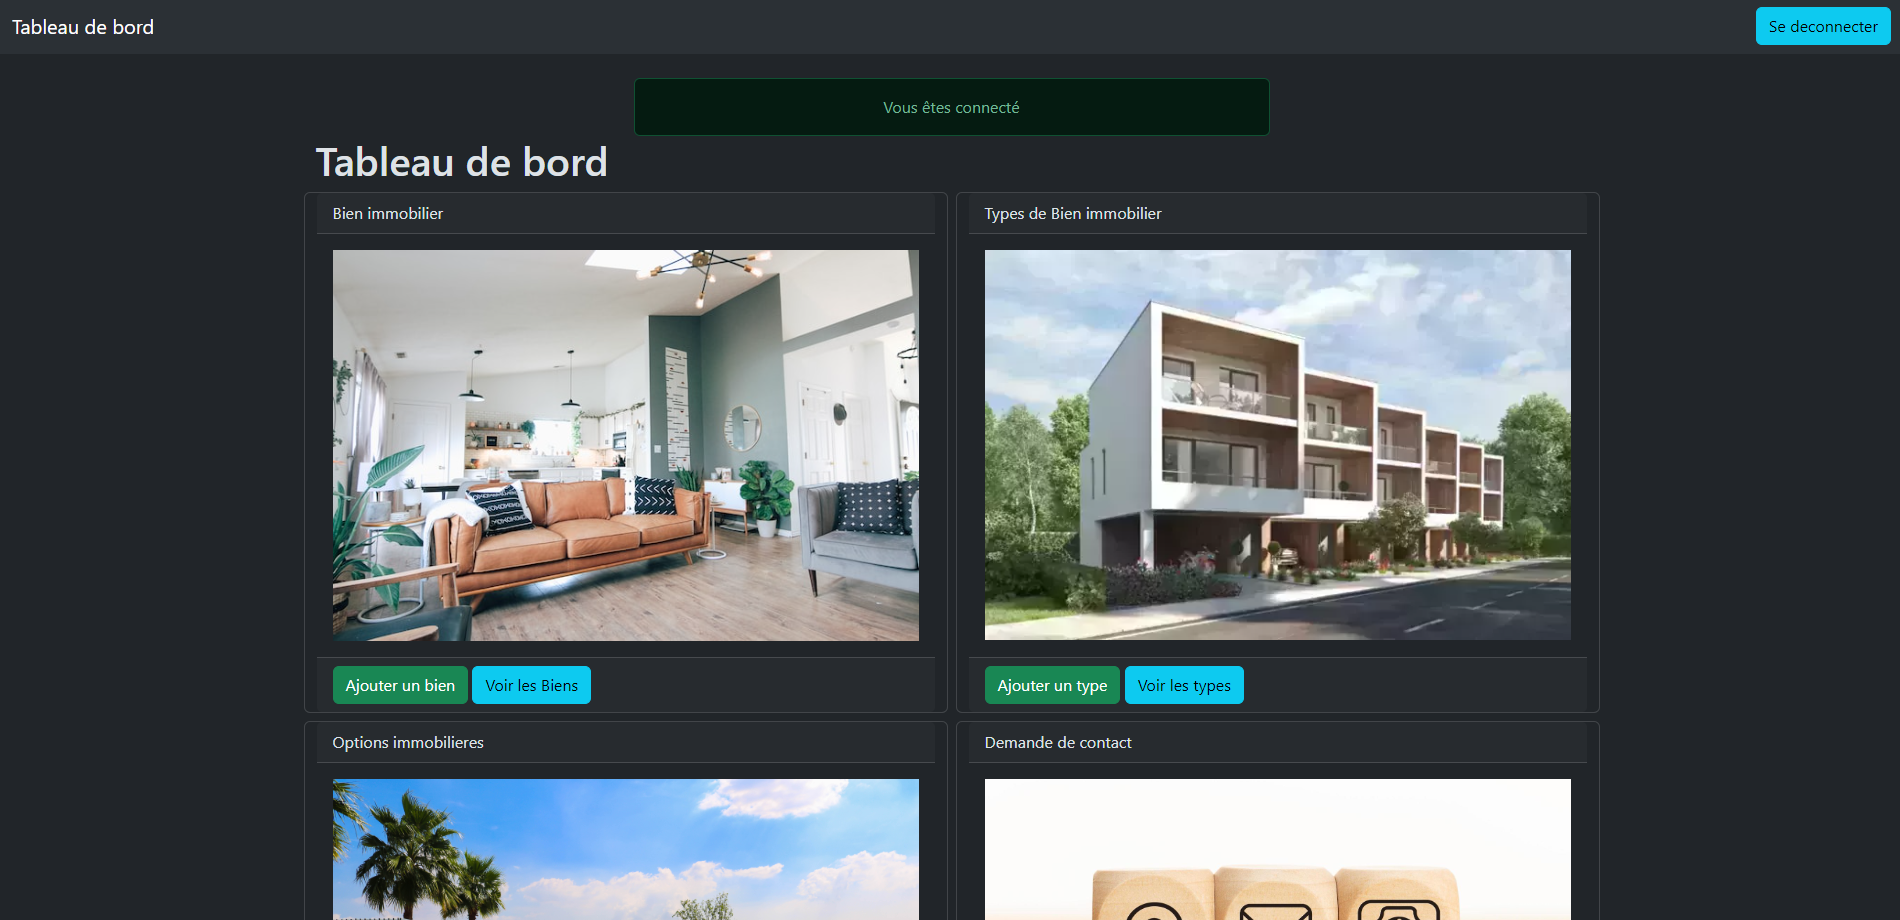 Tableau de bord
Se deconnecter
Vous êtes connecté
Tableau de bord
Bien immobilier
Types de Bien immobilier
Ajouter un bien
Voir les Biens
Ajouter un type
Voir les types
Options immobilieres
Demande de contact